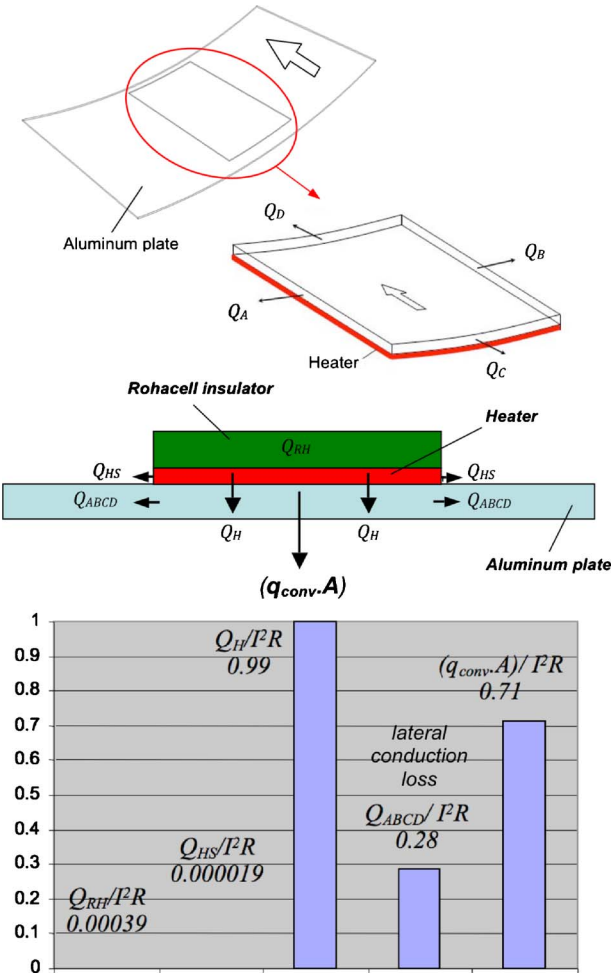 Aluminum plate
Q_D
Q_B
Q_A
Heater
Q_C
Rohacell insulator
Heater
Q_RH
Q_HS
Q_HS
Q_ABCD
Q_ABCD
Q_H
Q_H
Aluminum plate
(q_conv.A)
1
0.9
0.8
0.7
0.6
0.5
0.4
0.3
0.2
0.1
0
Q_H/I²R
0.99
(q_conv.A)/ I²R
0.71
lateral
conduction
loss
Q_ABCD/ I²R
0.28
Q_HS/I²R
0.000019
Q_RH/I²R
0.00039